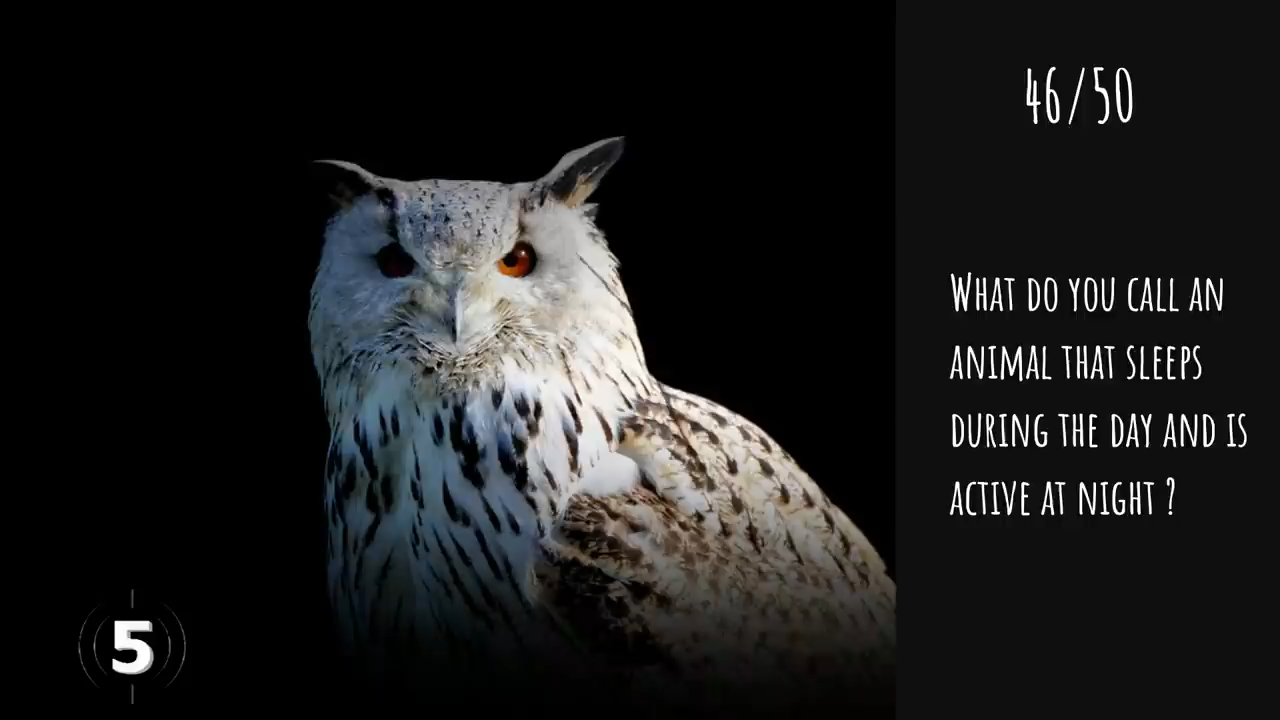 46/50
What do you call an
animal that sleeps
during the day and is
active at night ?
5